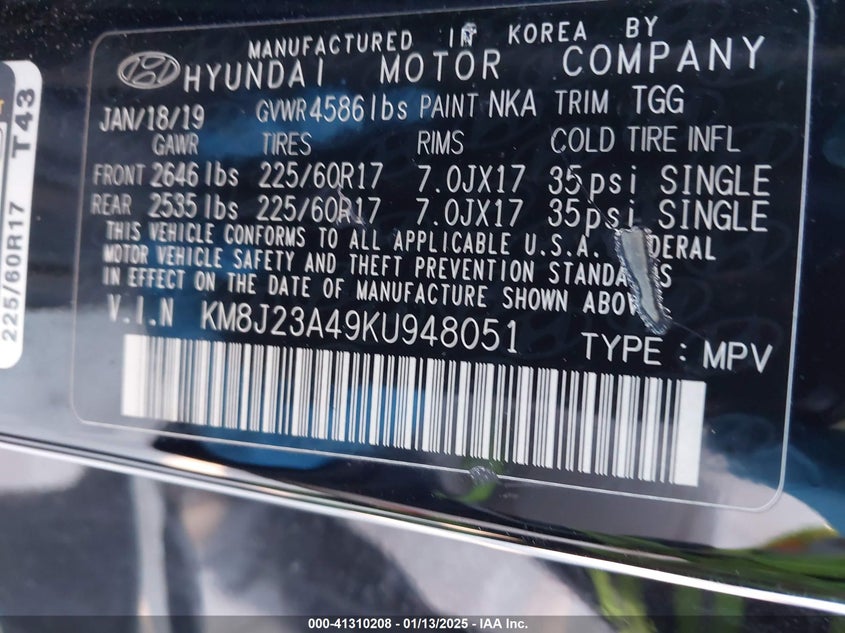 MANUFACTURED IN KOREA BY
HYUNDAI MOTOR COMPANY
JAN/18/19 GVWR 4586 lbs PAINT NKA TRIM TGG
GAWR TIRES RIMS COLD TIRE INFL
FRONT 2646 lbs 225/60R17 7.0JX17 35psi SINGLE
REAR 2535 lbs 225/60R17 7.0JX17 35psi SINGLE
THIS VEHICLE CONFORMS TO ALL APPLICABLE U.S.A. FEDERAL
MOTOR VEHICLE SAFETY AND THEFT PREVENTION STANDARDS
IN EFFECT ON THE DATE OF MANUFACTURE SHOWN ABOVE
V.I.N KM8J23A49KU948051 TYPE : MPV
225/60R17 T43
000-41310208 - 01/13/2025 - IAA Inc.